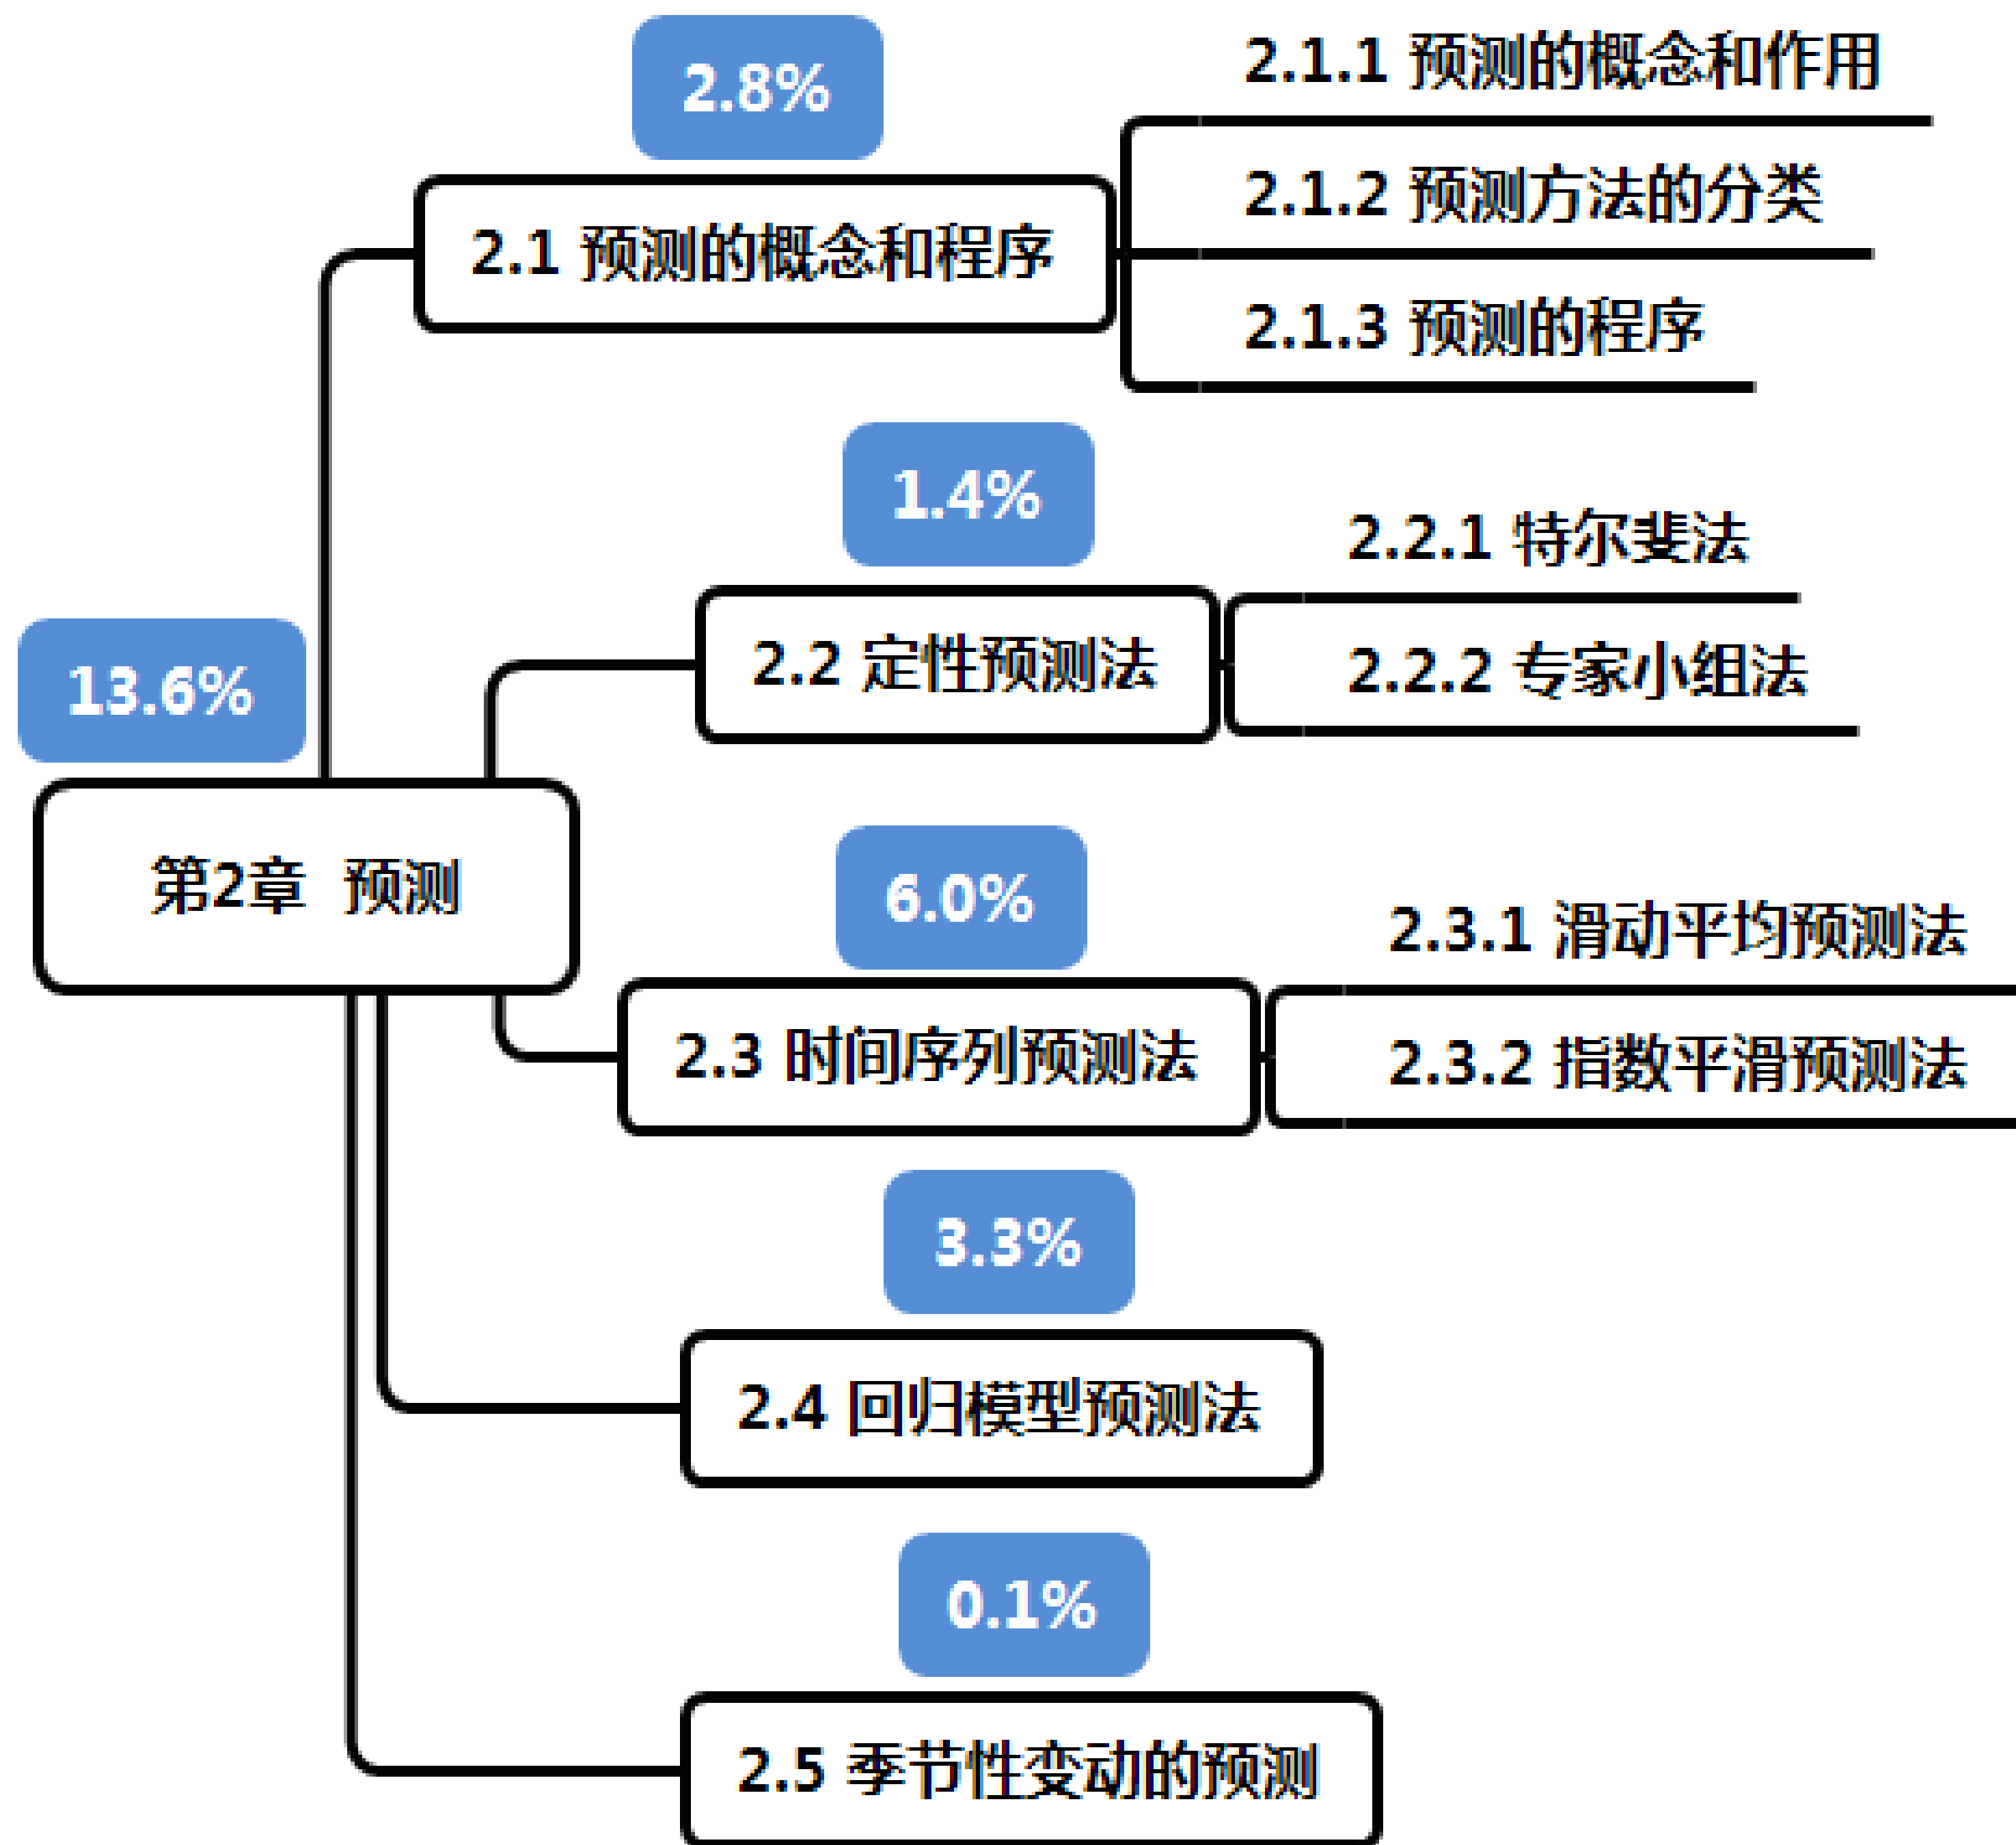 2.8%
2.1 预测的概念和程序
2.1.1 预测的概念和作用
2.1.2 预测方法的分类
2.1.3 预测的程序
13.6%
第2章 预测
1.4%
2.2 定性预测法
2.2.1 特尔斐法
2.2.2 专家小组法
6.0%
2.3 时间序列预测法
2.3.1 滑动平均预测法
2.3.2 指数平滑预测法
3.3%
2.4 回归模型预测法
0.1%
2.5 季节性变动的预测